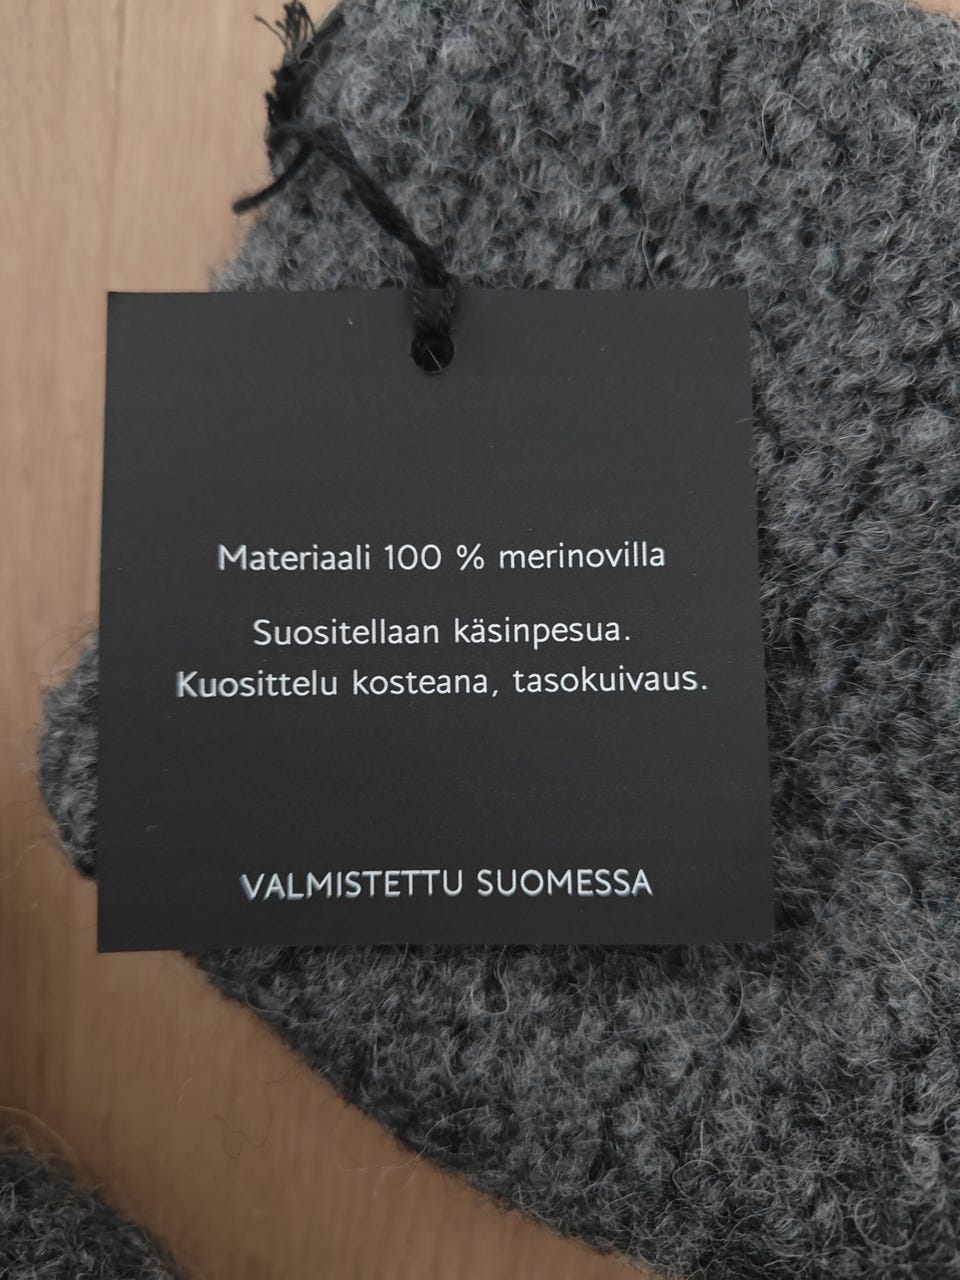 Materiaali 100 % merinovilla
Suositellaan käsinpesua.
Kuosittelu kosteana, tasokuivaus.
VALMISTETTU SUOMESSA